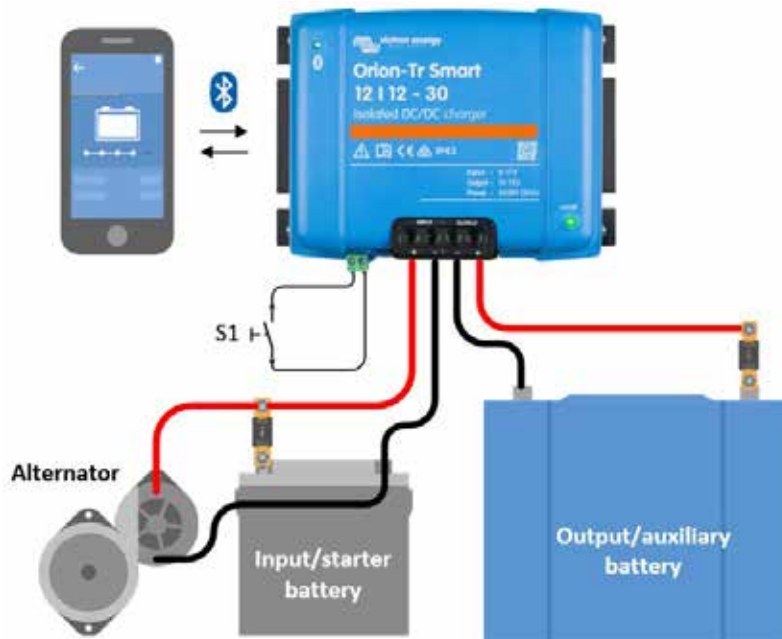 victron energy
Orion-Tr Smart
12 | 12 - 30
Isolated DC/DC charger
S1
Alternator
Input/starter
battery
Output/auxiliary
battery